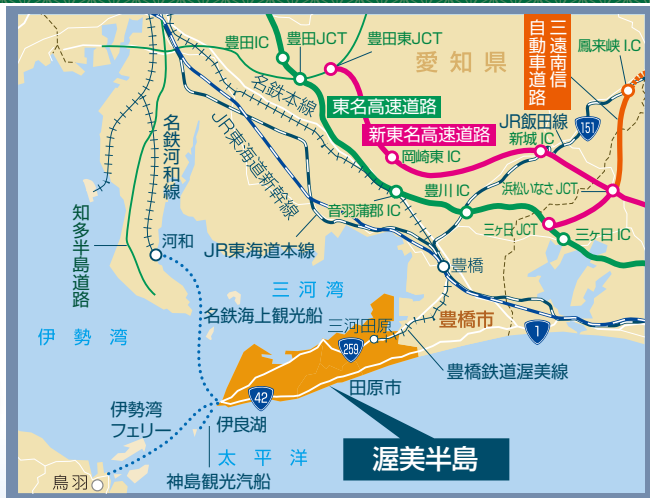 豊田IC
豊田JCT
豊田東JCT
愛知県
三遠南信
自動車道路
鳳来峡 I.C
名鉄本線
東名高速道路
新東名高速道路
JR飯田線
151
新城 IC
名鉄河和線
JR東海道新幹線
岡崎東 IC
豊川 IC
浜松いなさ JCT
音羽蒲郡 IC
知多半島道路
河和
JR東海道本線
三ヶ日 JCT
三ヶ日 IC
豊橋
三河湾
名鉄海上観光船
伊勢湾
三河田原
豊橋市
1
259
豊橋鉄道渥美線
田原市
42
伊勢湾
フェリー
伊良湖
太平洋
渥美半島
鳥羽
神島観光汽船